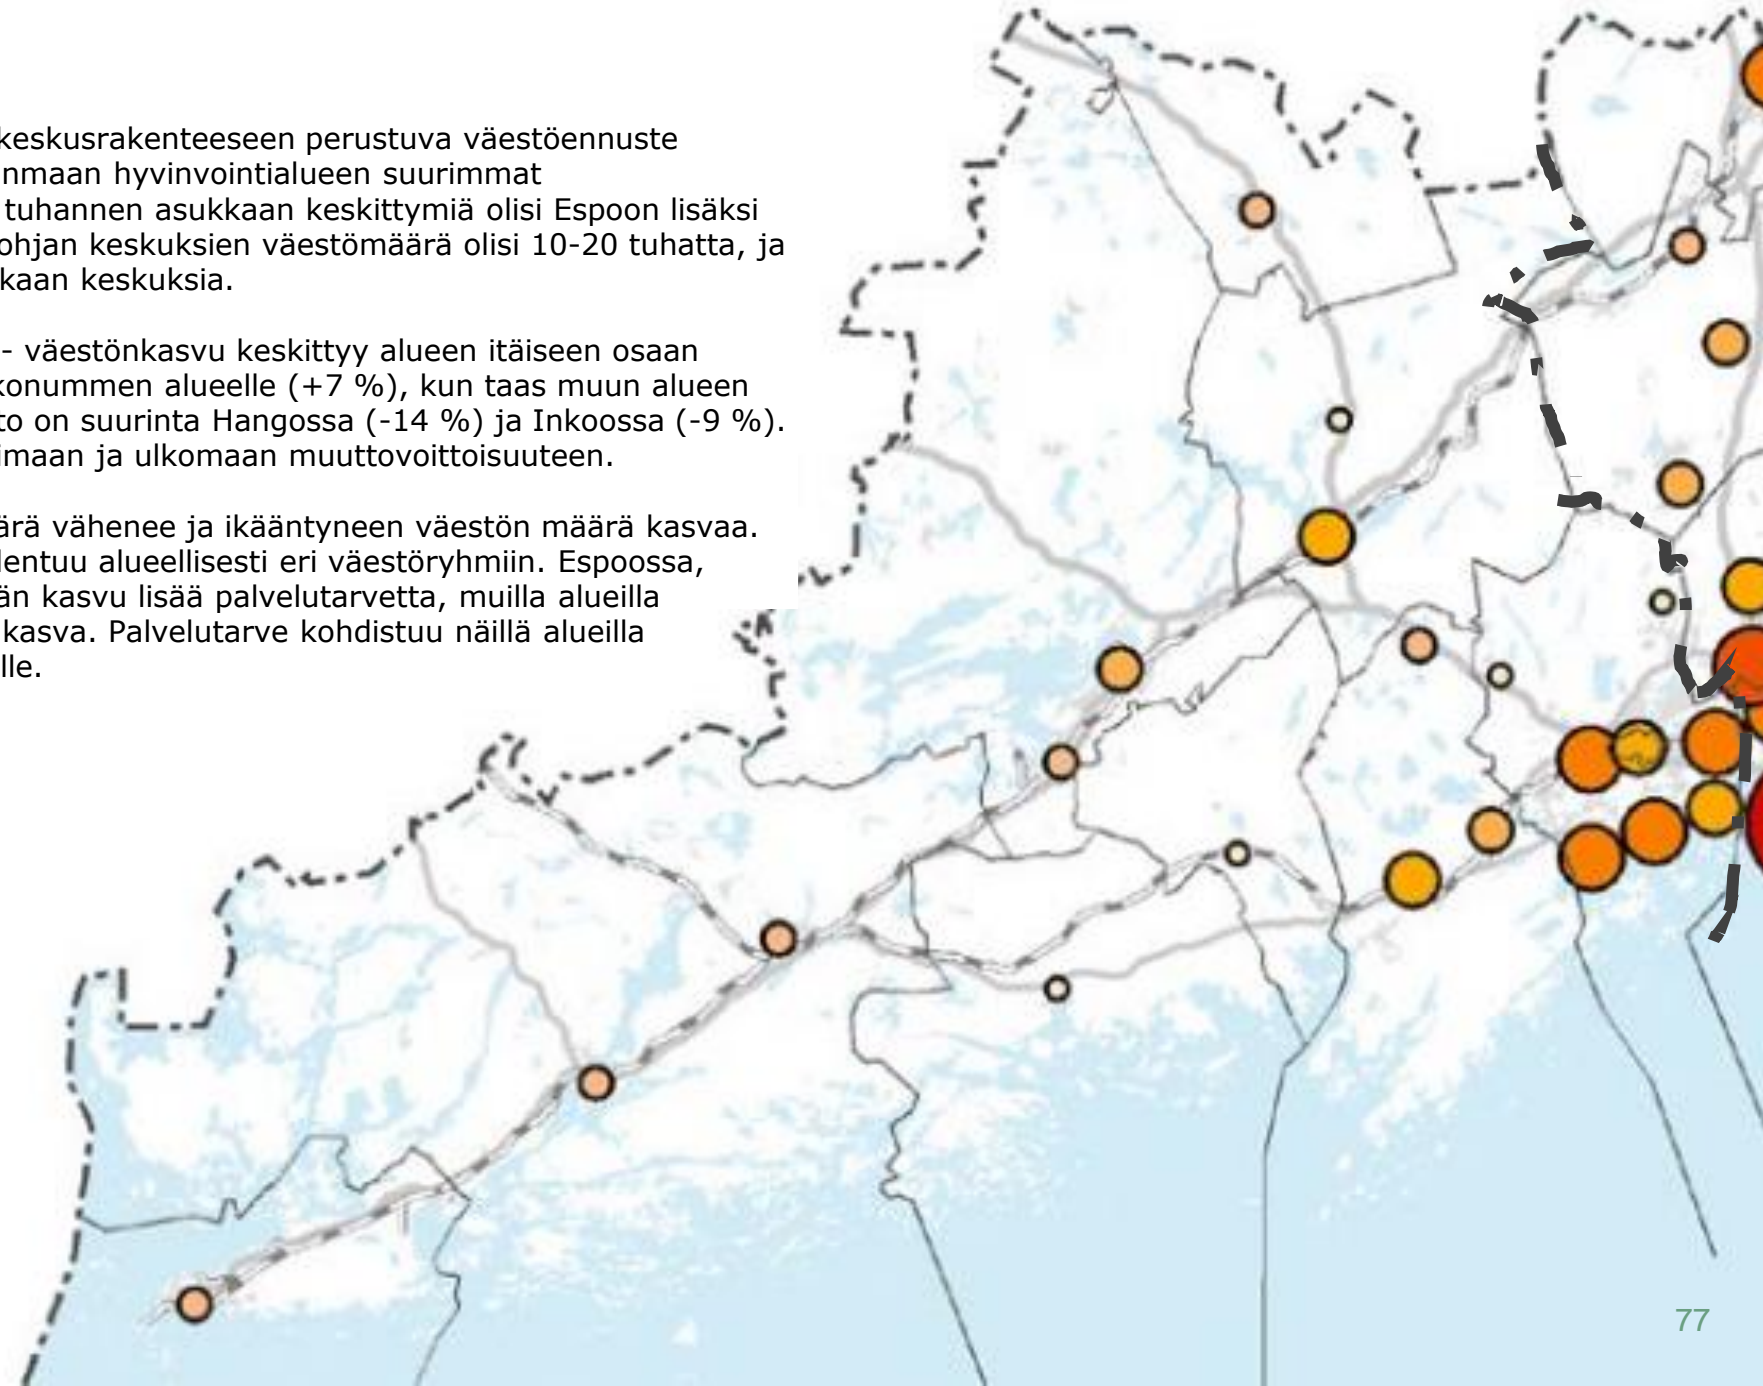 keskusrakenteeseen perustuva väestöennuste
nmaan hyvinvointialueen suurimmat
tuhannen asukkaan keskittymiä olisi Espoon lisäksi
ohjan keskuksien väestömäärä olisi 10-20 tuhatta, ja
kaan keskuksia.
- väestönkasvu keskittyy alueen itäiseen osaan
konummen alueelle (+7 %), kun taas muun alueen
to on suurinta Hangossa (-14 %) ja Inkoossa (-9 %).
imaan ja ulkomaan muuttovoittoisuuteen.
ärä vähenee ja ikääntyneen väestön määrä kasvaa.
lentuu alueellisesti eri väestöryhmiin. Espoossa,
än kasvu lisää palvelutarvetta, muilla alueilla
kasva. Palvelutarve kohdistuu näillä alueilla
lle.
77